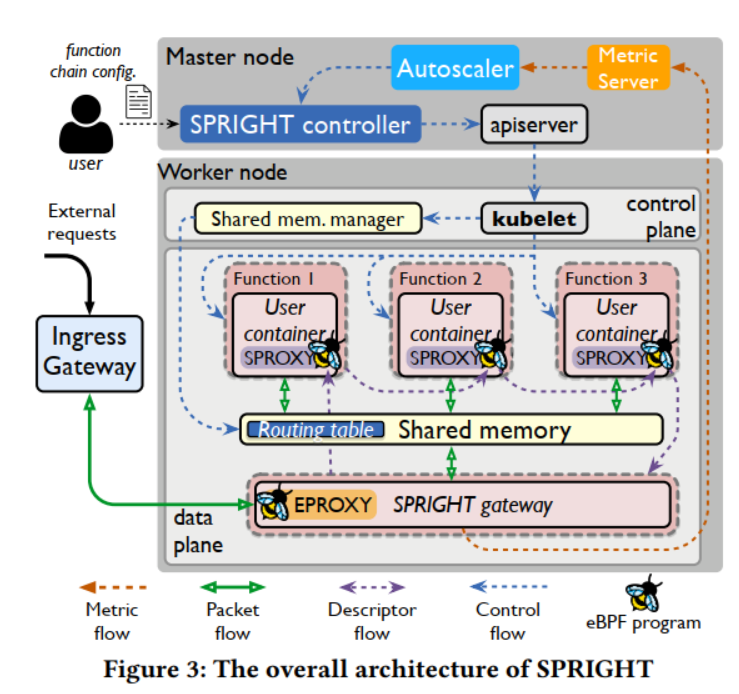 function
chain config.
user
Master node
Autoscaler
Metric
Server
SPRIGHT controller
apiserver
Worker node
External
requests
Shared mem. manager
kubelet
control
plane
Function 1
Function 2
Function 3
User
container
SPROXY
User
container
SPROXY
User
container
SPROXY
Ingress
Gateway
Routing table
Shared memory
EPROXY
SPRIGHT gateway
data
plane
Metric
flow
Packet
flow
Descriptor
flow
Control
flow
eBPF program
Figure 3: The overall architecture of SPRIGHT